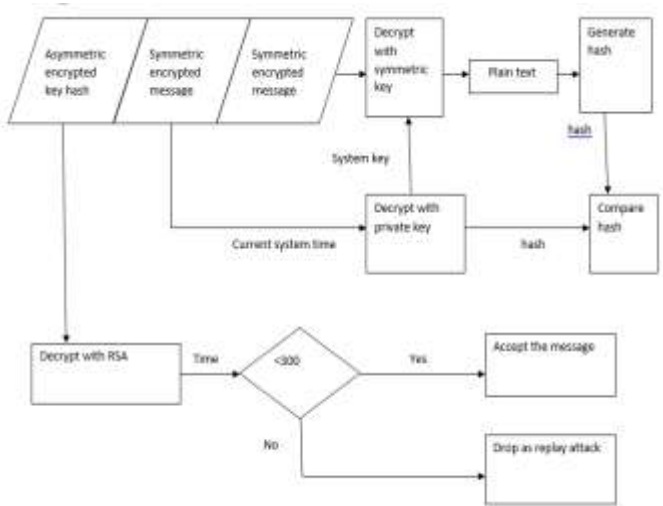 Asymmetric
encrypted
key hash
Symmetric
encrypted
message
Symmetric
encrypted
message
Decrypt
with
symmetric
key
Plain text
Generate
hash
System key
hash
Decrypt with
private key
Compare
hash
Current system time
hash
Decrypt with RSA
Time
<300
Yes
Accept the message
No
Drop as replay attack